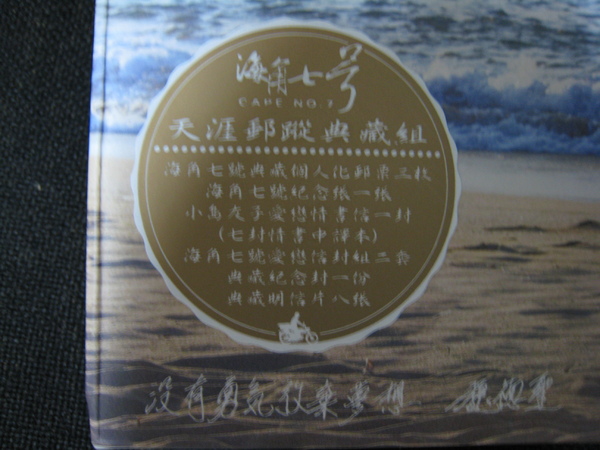 海角七号
CAPE NO.7
天涯郵蹤典藏組
海角七號典藏個人化郵票三枚
海角七號紀念張一張
小島友子愛戀情書信一封
(七封情書中譯本)
海角七號愛戀信封組二套
典藏紀念封一份
典藏明信片八張
沒有勇氣放棄夢想 魏德聖